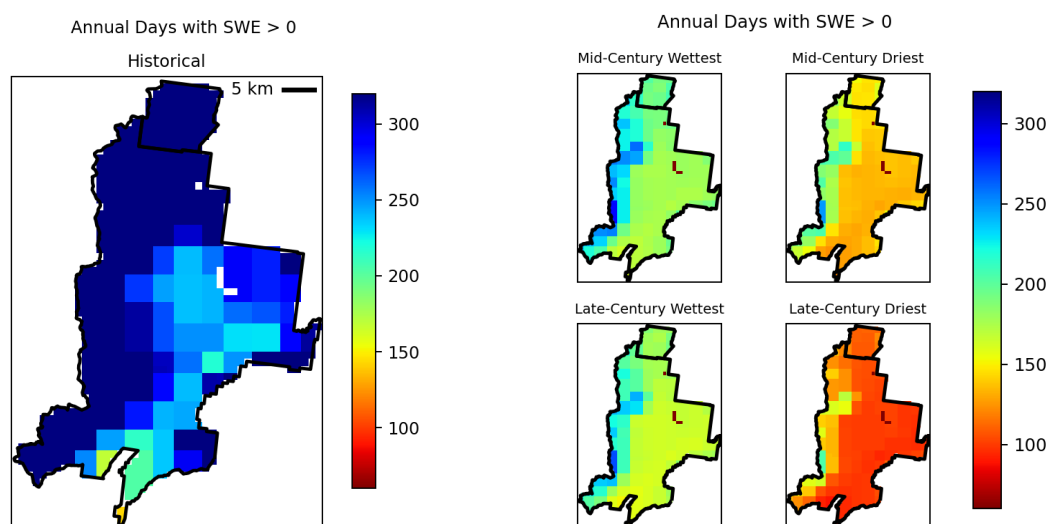 Annual Days with SWE > 0
Historical
5 km
300
250
200
150
100
Annual Days with SWE > 0
Mid-Century Wettest
Mid-Century Driest
Late-Century Wettest
Late-Century Driest
300
250
200
150
100